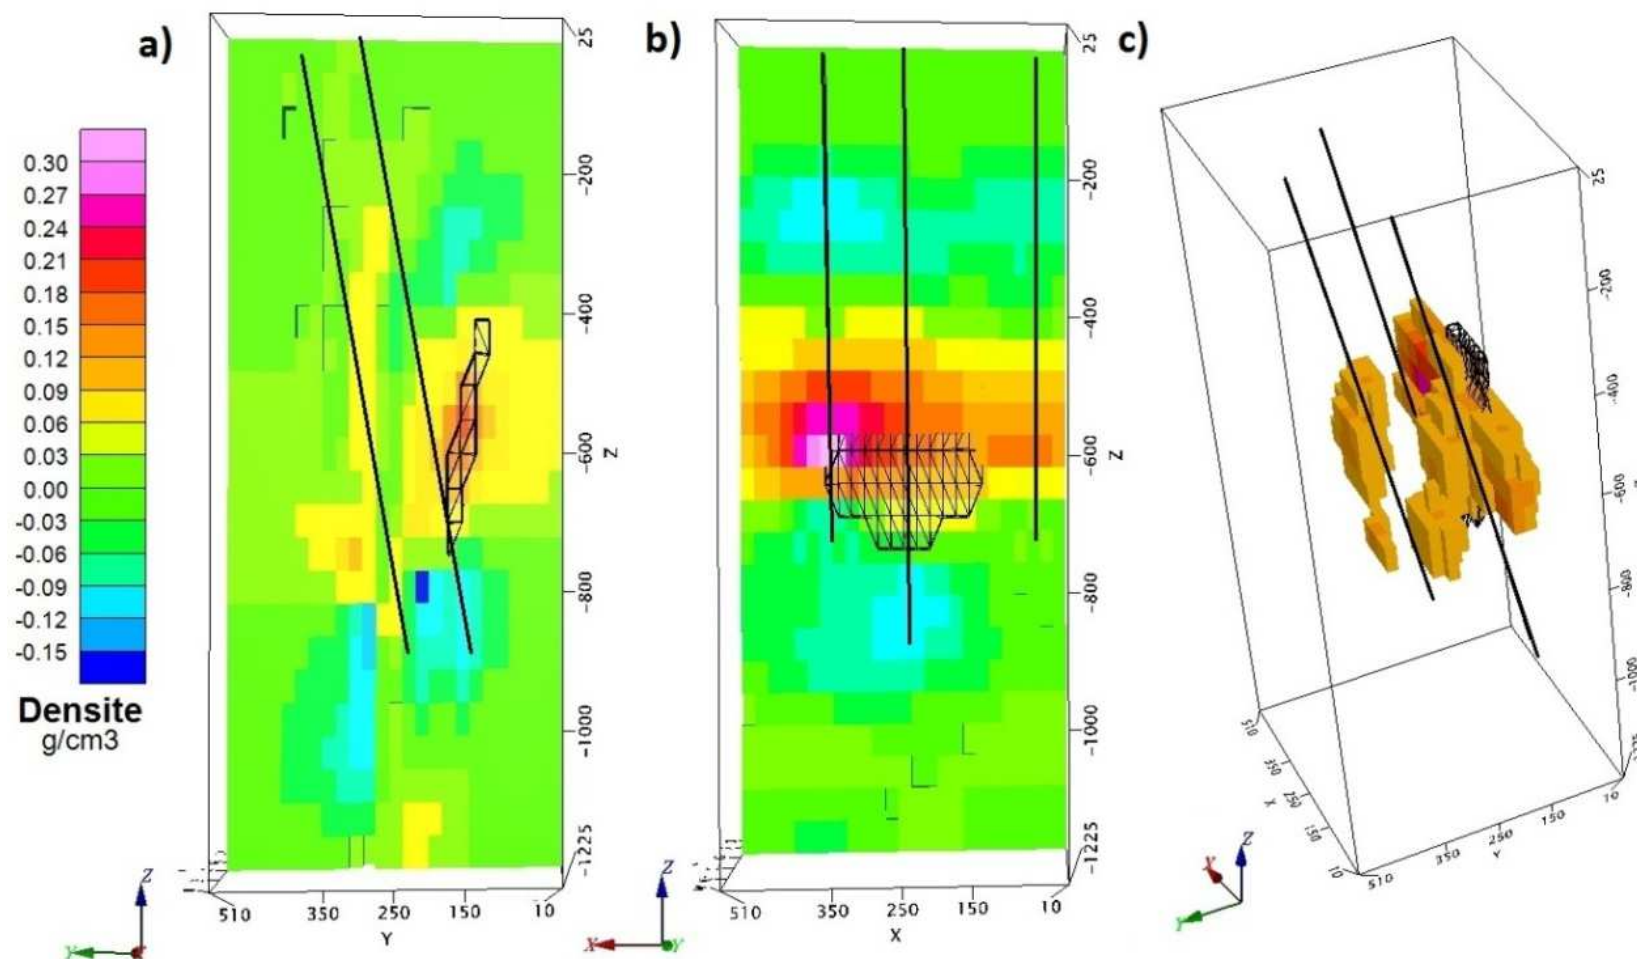 a)
b)
c)
0.30
0.27
0.24
0.21
0.18
0.15
0.12
0.09
0.06
0.03
0.00
-0.03
-0.06
-0.09
-0.12
-0.15
Densite
g/cm3
25
-200
-400
-600
Z
-800
-1000
-1225
510
350
250
150
10
Y
Z
Y
25
-200
-400
-600
Z
-800
-1000
-1225
510
350
250
150
10
X
Z
X
Y
25
-200
-400
-600
-800
-1000
510
350
250
X
150
10
510
350
250
Y
150
10
Z
X
Y